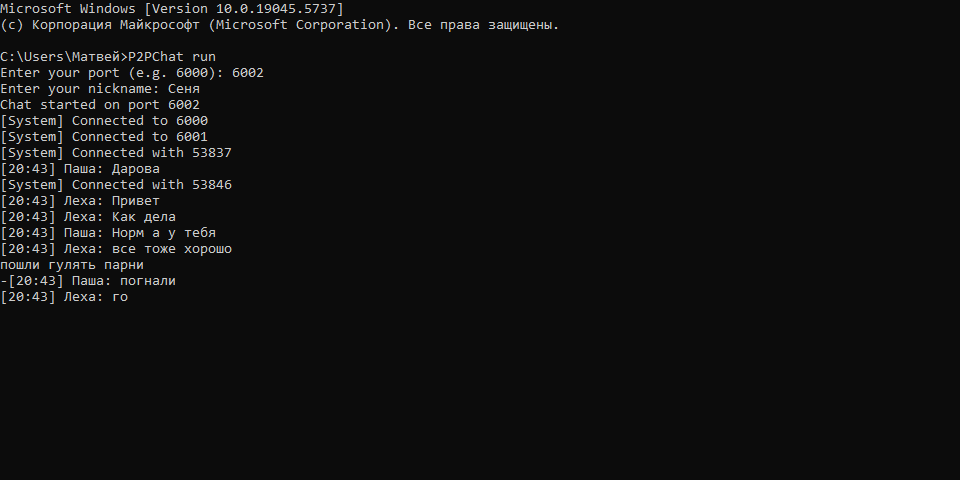 Microsoft Windows [Version 10.0.19045.5737]
(c) Корпорация Майкрософт (Microsoft Corporation). Все права защищены.
C:\Users\Матвей>P2PChat run
Enter your port (e.g. 6000): 6002
Enter your nickname: Сеня
Chat started on port 6002
[System] Connected to 6000
[System] Connected to 6001
[System] Connected with 53837
[20:43] Паша: Дарова
[System] Connected with 53846
[20:43] Леха: Привет
[20:43] Леха: Как дела
[20:43] Паша: Норм а у тебя
[20:43] Леха: все тоже хорошо
пошли гулять парни
-[20:43] Паша: погнали
[20:43] Леха: го